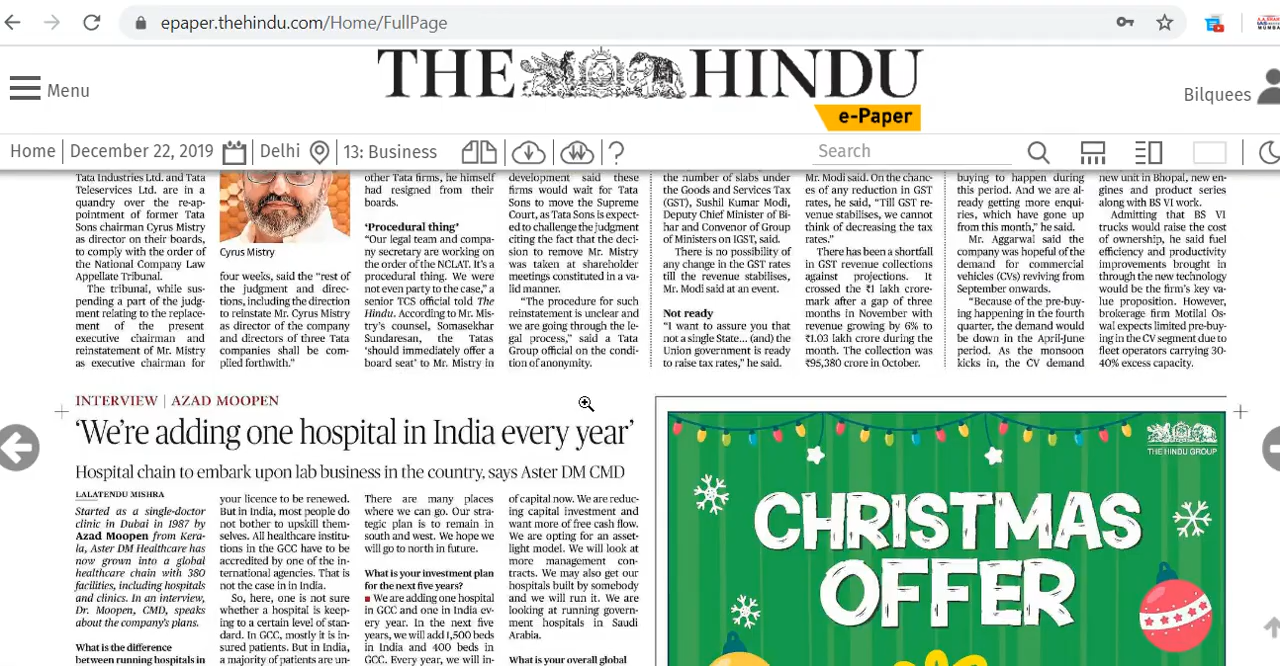 epaper.thehindu.com/Home/FullPage
THE HINDU
e-Paper
Menu
Bilquees
Home
December 22, 2019
Delhi
13: Business
Search
Tata Industries Ltd. and Tata
Teleservices Ltd. are in a
quandry over the re-ap-
pointment of former Tata
Sons chairman Cyrus Mistry
as director on their boards,
to comply with the order of
the National Company Law
Appellate Tribunal.
The tribunal, while sus-
pending a part of the judg-
ment relating to the replace-
ment of the present
executive chairman and
reinstatement of Mr. Mistry
as executive chairman for
Cyrus Mistry
four weeks, said the “rest of
the judgment and direc-
tions, including the direction
to reinstate Mr. Cyrus Mistry
as director of the company
and directors of three Tata
companies shall be com-
plied forthwith.”
other Tata firms, he himself
had resigned from their
boards.
‘Procedural thing’
“Our legal team and compa-
ny secretary are working on
the order of the NCLAT. It’s a
procedural thing. We were
not even party to the case,” a
senior TCS official told The
Hindu. According to Mr. Mis-
try’s counsel, Somasekhar
Sundaresan, the Tatas
‘should immediately offer a
board seat’ to Mr. Mistry in
development said these
firms would wait for Tata
Sons to move the Supreme
Court, as Tata Sons is expect-
ed to challenge the judgment
citing the fact that the deci-
sion to remove Mr. Mistry
was taken at shareholder
meetings constituted in a va-
lid manner.
“The procedure for such
reinstatement is unclear and
we are going through the le-
gal process,” said a Tata
Group official on the condi-
tion of anonymity.
the number of slabs under
the Goods and Services Tax
(GST), Sushil Kumar Modi,
Deputy Chief Minister of Bi-
har and Convenor of Group
of Ministers on IGST, said.
There is no possibility of
any change in the GST rates
till the revenue stabilises,
Mr. Modi said at an event.
Not ready
“I want to assure you that
not a single State... (and) the
Union government is ready
to raise tax rates,” he said.
Mr. Modi said. On the chanc-
es of any reduction in GST
rates, he said, “Till GST re-
venue stabilises, we cannot
think of decreasing the tax
rates.”
There has been a shortfall
in GST revenue collections
against projections. It
crossed the ₹1 lakh crore-
mark after a gap of three
months in November with
revenue growing by 6% to
₹1.03 lakh crore during the
month. The collection was
₹95,380 crore in October.
buying to happen during
this period. And we are al-
ready getting more enqui-
ries, which have gone up
from this month,” he said.
Mr. Aggarwal said the
company was hopeful of the
demand for commercial
vehicles (CVs) reviving from
September onwards.
“Because of the pre-buy-
ing happening in the fourth
quarter, the demand would
be down in the April-June
period. As the monsoon
kicks in, the CV demand
new unit in Bhopal, new en-
gines and product series
along with BS VI work.
Admitting that BS VI
trucks would raise the cost
of ownership, he said fuel
efficiency and productivity
improvements brought in
through the new technology
would be the firm’s key va-
lue proposition. However,
brokerage firm Motilal Os-
wal expects limited pre-buy-
ing in the CV segment due to
fleet operators carrying 30-
40% excess capacity.
INTERVIEW | AZAD MOOPEN
‘We’re adding one hospital in India every year’
Hospital chain to embark upon lab business in the country, says Aster DM CMD
LALATENDU MISHRA
Started as a single-doctor
clinic in Dubai in 1987 by
Azad Moopen from Kera-
la, Aster DM Healthcare has
now grown into a global
healthcare chain with 380
facilities, including hospitals
and clinics. In an interview,
Dr. Moopen, CMD, speaks
about the company’s plans.
What is the difference
between running hospitals in
your licence to be renewed.
But in India, most people do
not bother to upskill them-
selves. All healthcare institu-
tions in the GCC have to be
accredited by one of the in-
ternational agencies. That is
not the case in in India.
So, here, one is not sure
whether a hospital is keep-
ing to a certain level of stan-
dard. In GCC, mostly it is in-
sured patients. But in India,
a majority of patients are un-
There are many places
where we can go. Our stra-
tegic plan is to remain in
south and west. We hope we
will go to north in future.
What is your investment plan
for the next five years?
■ We are adding one hospital
in GCC and one in India ev-
ery year. In the next five
years, we will add 1,500 beds
in India and 400 beds in
GCC. Every year, we will in-
of capital now. We are reduc-
ing capital investment and
want more of free cash flow.
We are opting for an asset-
light model. We will look at
more management con-
tracts. We may also get our
hospitals built by somebody
and we will run it. We are
looking at running govern-
ment hospitals in Saudi
Arabia.
What is your overall global
THE HINDU GROUP
CHRISTMAS
OFFER